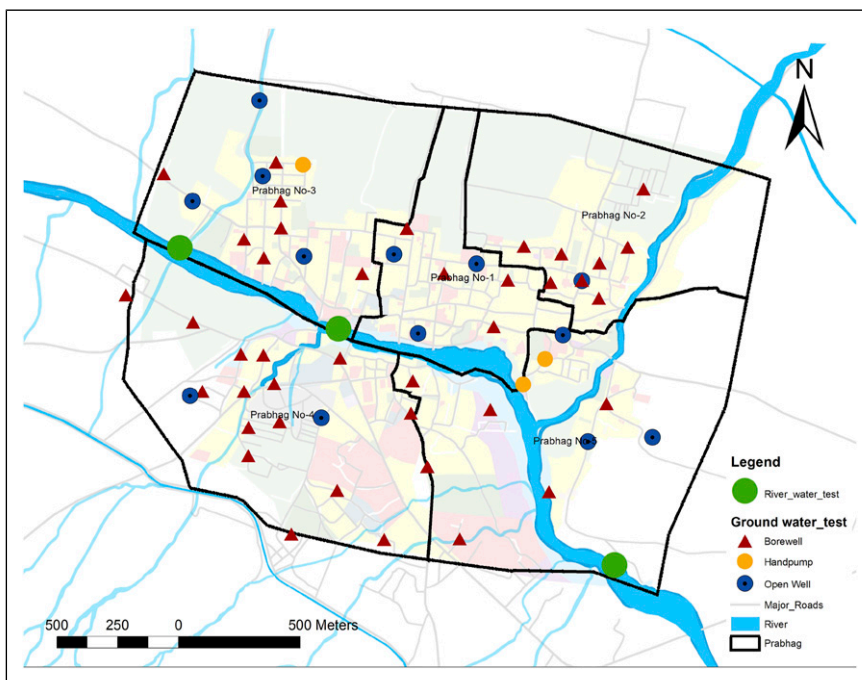 N
Prabhag No-3
Prabhag No-2
Prabhag No-1
Prabhag No-4
Prabhag No-5
Legend
River_water_test
Ground water_test
Borewell
Handpump
Open Well
Major_Roads
River
Prabhag
500 250 0 500 Meters